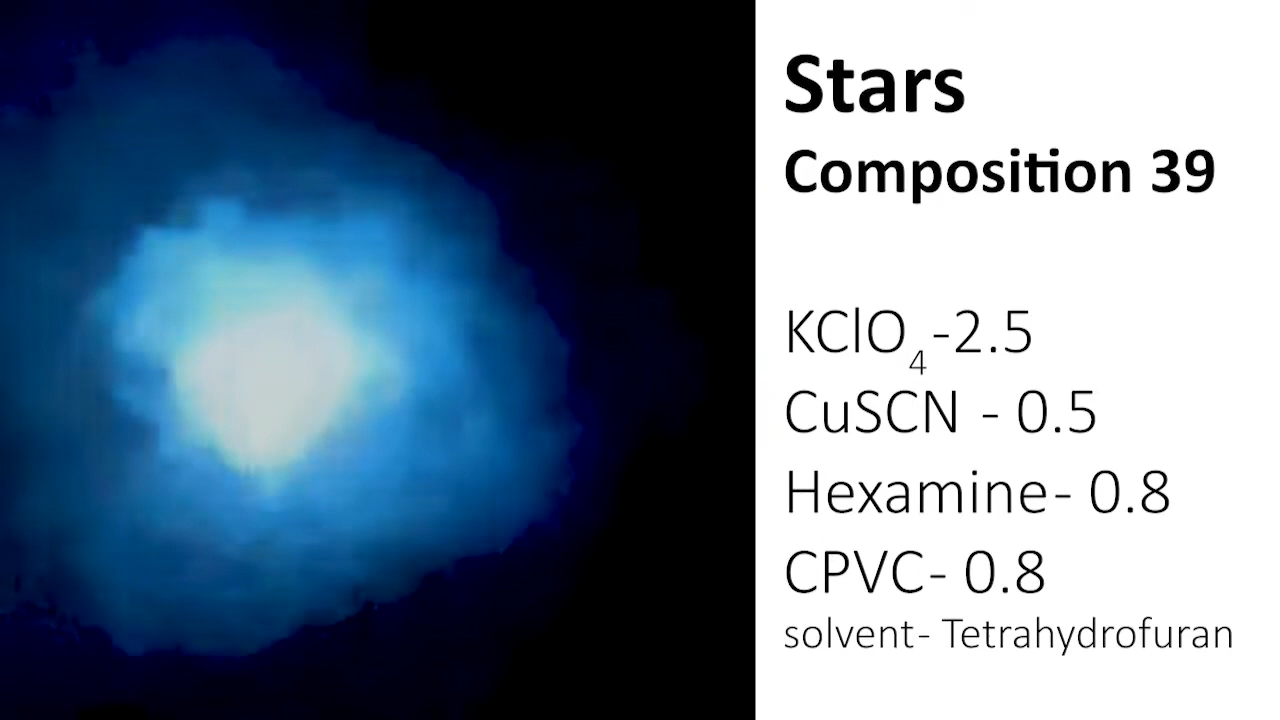 Stars
Composition 39
KClO₄-2.5
CuSCN - 0.5
Hexamine- 0.8
CPVC- 0.8
solvent- Tetrahydrofuran